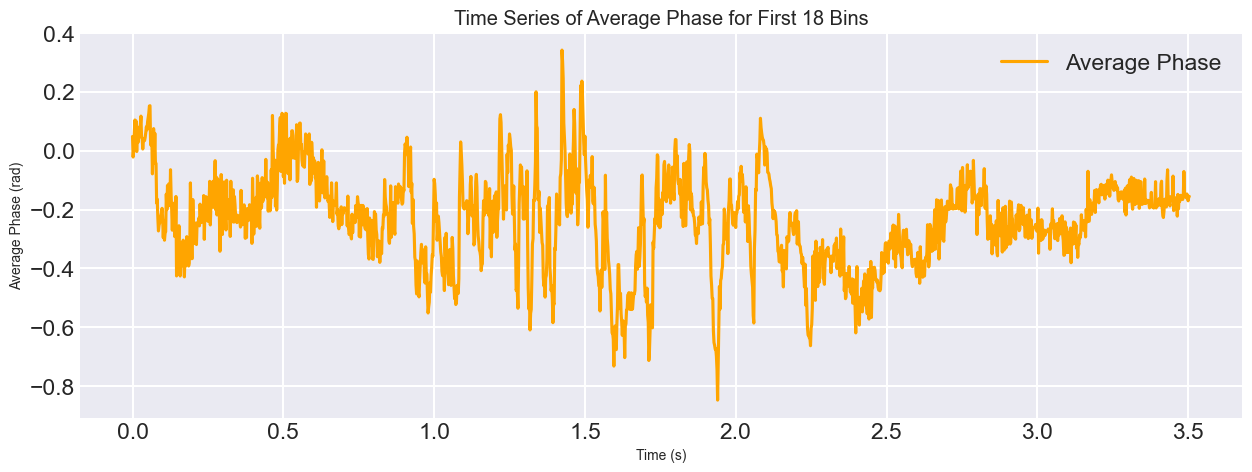 Time Series of Average Phase for First 18 Bins
0.4
Average Phase
0.2
0.0
−0.2
−0.4
−0.6
−0.8
Average Phase (rad)
0.0 0.5 1.0 1.5 2.0 2.5 3.0 3.5
Time (s)